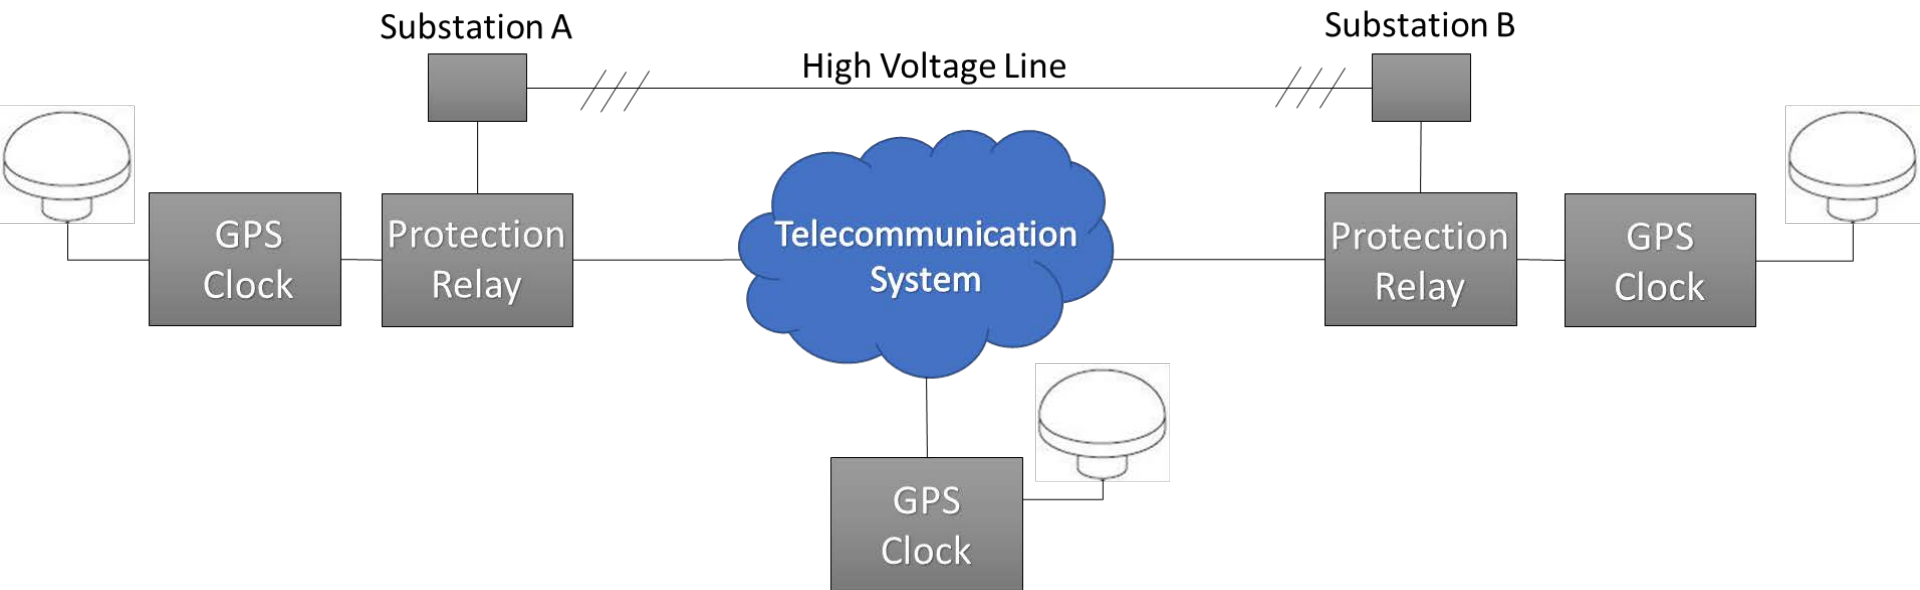 Substation A
Substation B
High Voltage Line
GPS
Clock
Protection
Relay
Telecommunication
System
Protection
Relay
GPS
Clock
GPS
Clock